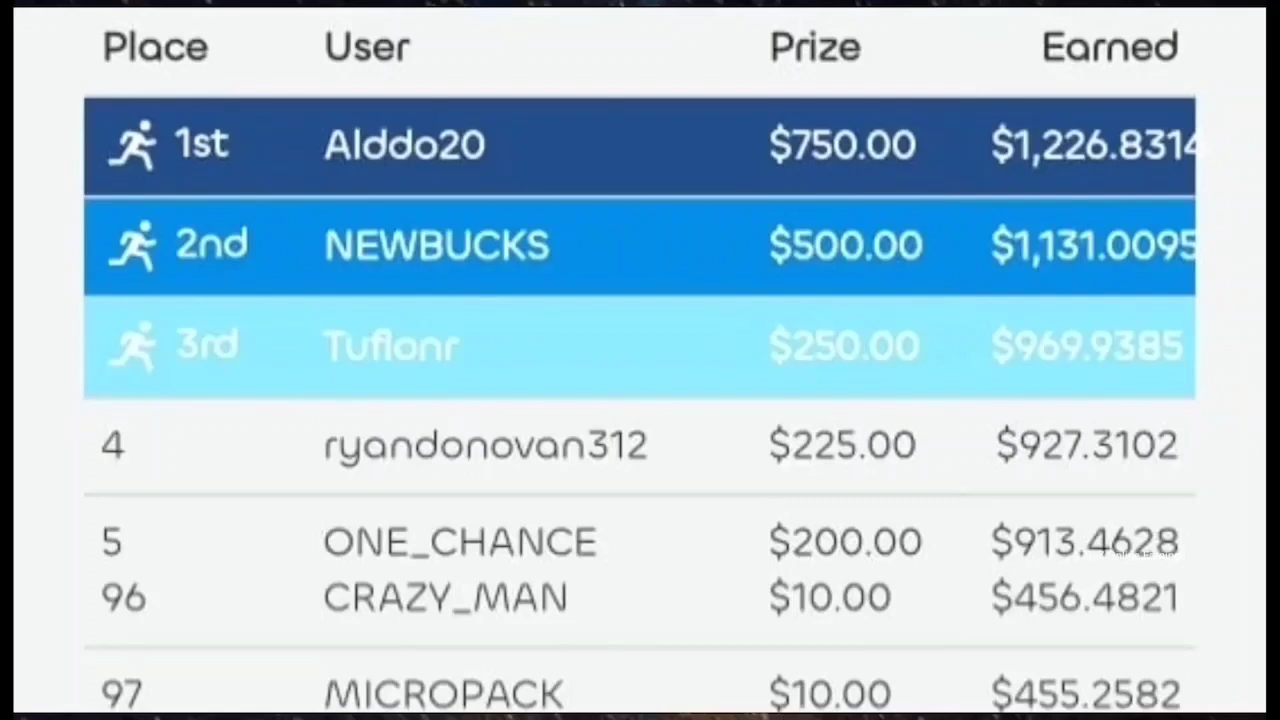 Place User Prize Earned
1st Alddo20 $750.00 $1,226.8314
2nd NEWBUCKS $500.00 $1,131.0095
3rd Tuflonr $250.00 $969.9385
4 ryandonovan312 $225.00 $927.3102
5 ONE_CHANCE $200.00 $913.4628
96 CRAZY_MAN $10.00 $456.4821
97 MICROPACK $10.00 $455.2582